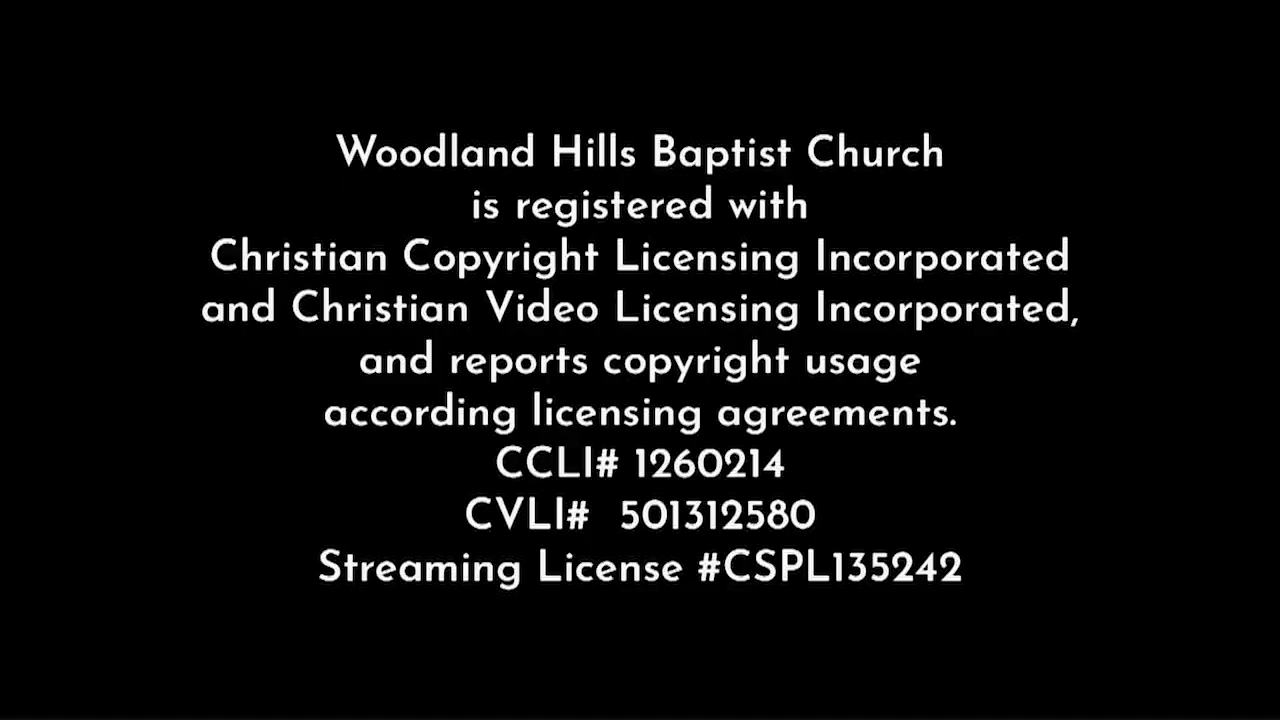 Woodland Hills Baptist Church
is registered with
Christian Copyright Licensing Incorporated
and Christian Video Licensing Incorporated,
and reports copyright usage
according licensing agreements.
CCLI# 1260214
CVLI#  501312580
Streaming License #CSPL135242